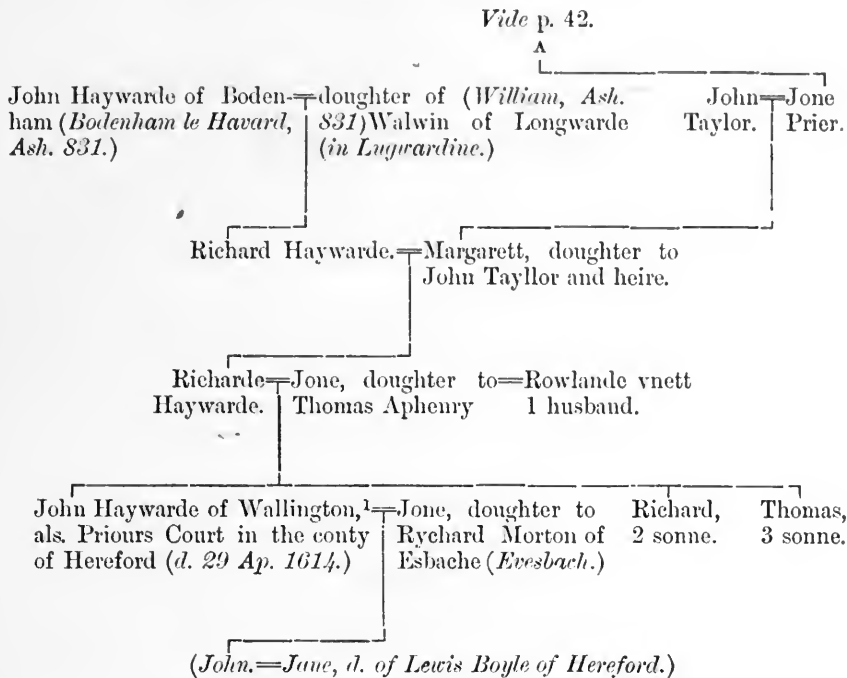 Vide p. 42.
A
John Haywarde of Boden-
ham (Bodenham le Havard,
Ash. 831.)
doughter of (William, Ash.
831) Walwin of Longwarde
(in Lugwardine.)
John
Taylor.
Jone
Prier.
Richard Haywarde.
Margarett, doughter to
John Tayllor and heire.
Richarde
Haywarde.
Jone, doughter to
Thomas Aphenry
Rowlande vnett
1 husband.
John Haywarde of Wallington,¹
als. Priours Court in the conty
of Hereford (d. 29 Ap. 1614.)
Jone, doughter to
Rychard Morton of
Esbache (Evesbach.)
Richard,
2 sonne.
Thomas,
3 sonne.
(John.=Jane, d. of Lewis Boyle of Hereford.)